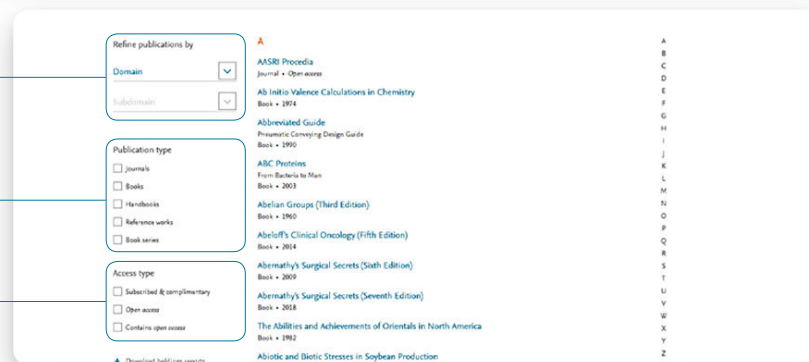 Refine publications by
Domain
Subdomain
Publication type
Journals
Books
Handbooks
Reference works
Book series
Access type
Subscribed & complimentary
Open access
Contains open access
Download holdings reports
A
AASRI Procedia
Journal • Open access
Ab Initio Valence Calculations in Chemistry
Book • 1974
Abbreviated Guide
Pneumatic Conveying Design Guide
Book • 1990
ABC Proteins
From Bacteria to Man
Book • 2003
Abelian Groups (Third Edition)
Book • 1960
Abeloff's Clinical Oncology (Fifth Edition)
Book • 2014
Abernathy's Surgical Secrets (Sixth Edition)
Book • 2009
Abernathy's Surgical Secrets (Seventh Edition)
Book • 2018
The Abilities and Achievements of Orientals in North America
Book • 1982
Abiotic and Biotic Stresses in Soybean Production
A
B
C
D
E
F
G
H
I
J
K
L
M
N
O
P
Q
R
S
T
U
V
W
X
Y
Z